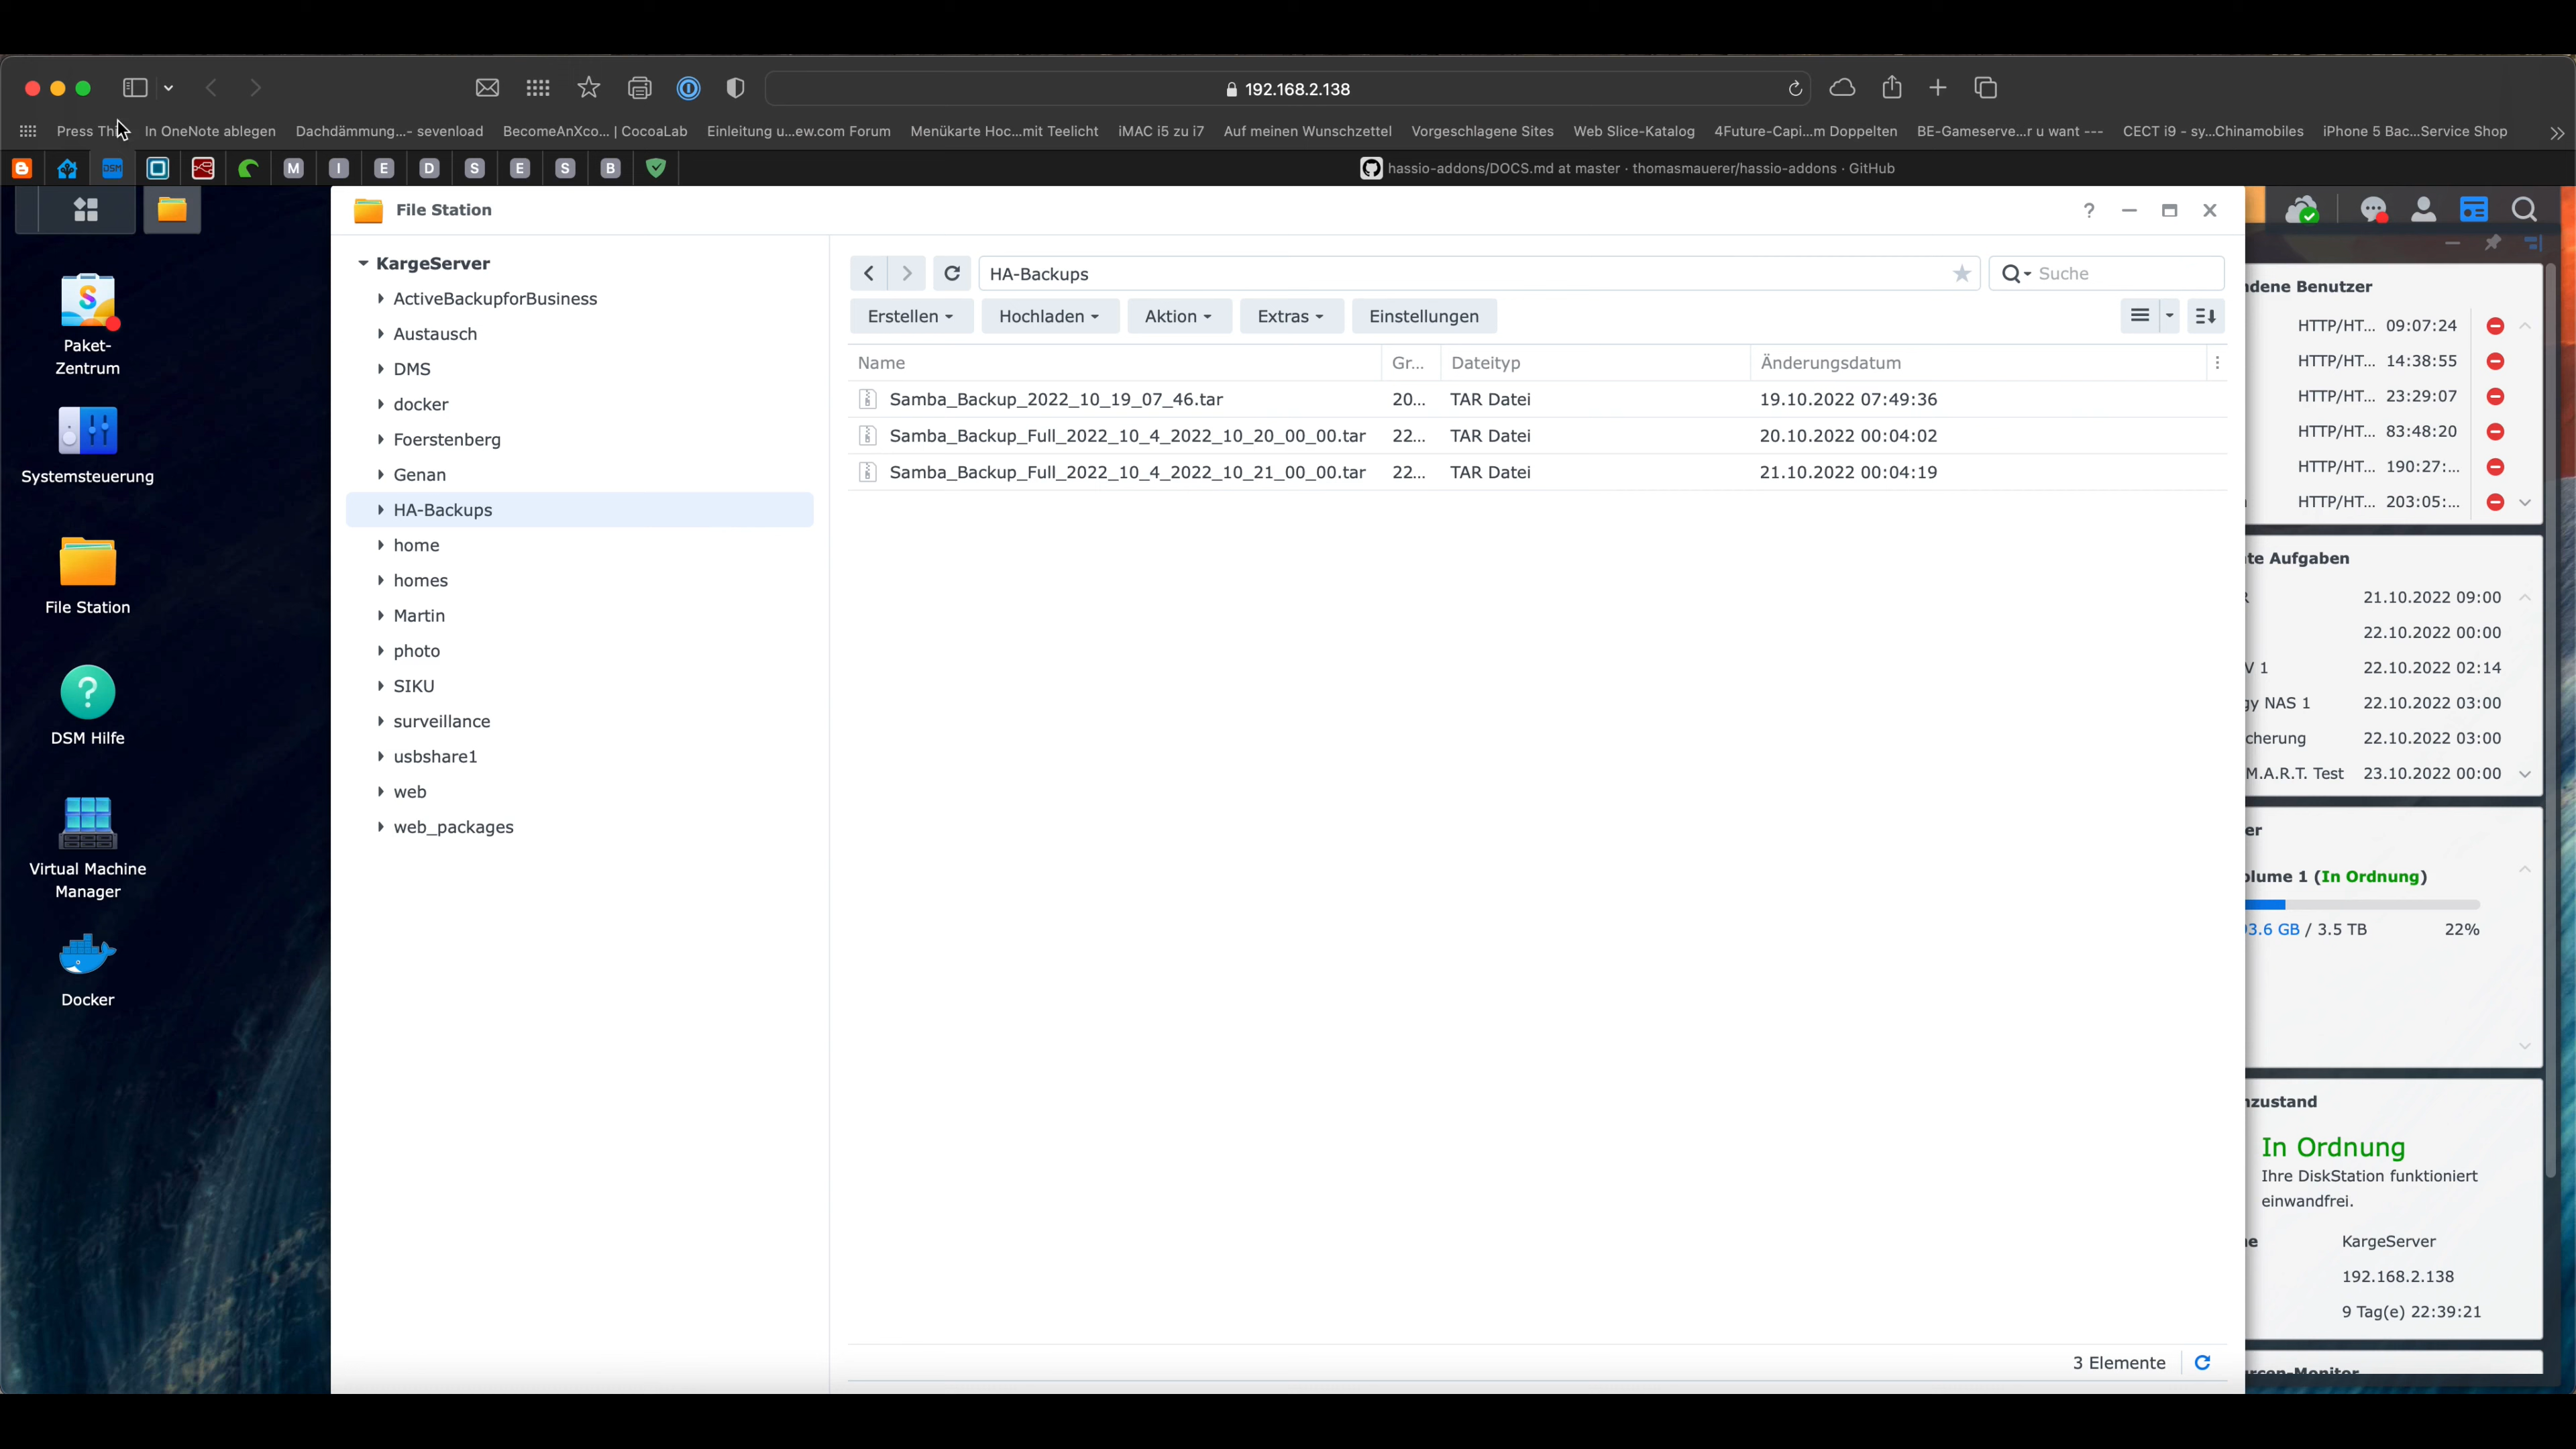 192.168.2.138
Press Th
In OneNote ablegen
Dachdämmung...- sevenload
BecomeAnXco... | CocoaLab
Einleitung u...ew.com Forum
Menükarte Hoc...mit Teelicht
iMAC i5 zu i7
Auf meinen Wunschzettel
Vorgeschlagene Sites
Web Slice-Katalog
4Future-Capi...m Doppelten
BE-Gameserve...r u want ---
CECT i9 - sy...Chinamobiles
iPhone 5 Bac...Service Shop
DSM
M
I
E
D
S
E
S
B
hassio-addons/DOCS.md at master · thomasmauerer/hassio-addons · GitHub
Paket-
Zentrum
Systemsteuerung
File Station
DSM Hilfe
Virtual Machine
Manager
Docker
File Station
KargeServer
ActiveBackupforBusiness
Austausch
DMS
docker
Foerstenberg
Genan
HA-Backups
home
homes
Martin
photo
SIKU
surveillance
usbshare1
web
web_packages
HA-Backups
Suche
Erstellen
Hochladen
Aktion
Extras
Einstellungen
Name Gr... Dateityp Änderungsdatum
Samba_Backup_2022_10_19_07_46.tar 20... TAR Datei 19.10.2022 07:49:36
Samba_Backup_Full_2022_10_4_2022_10_20_00_00.tar 22... TAR Datei 20.10.2022 00:04:02
Samba_Backup_Full_2022_10_4_2022_10_21_00_00.tar 22... TAR Datei 21.10.2022 00:04:19
3 Elemente
ndene Benutzer
HTTP/HT... 09:07:24
HTTP/HT... 14:38:55
HTTP/HT... 23:29:07
HTTP/HT... 83:48:20
HTTP/HT... 190:27:...
HTTP/HT... 203:05:...
te Aufgaben
R 21.10.2022 09:00
22.10.2022 00:00
V 1 22.10.2022 02:14
gy NAS 1 22.10.2022 03:00
cherung 22.10.2022 03:00
M.A.R.T. Test 23.10.2022 00:00
er
olume 1 (In Ordnung)
3.6 GB / 3.5 TB 22%
nzustand
In Ordnung
Ihre DiskStation funktioniert
einwandfrei.
e KargeServer
192.168.2.138
9 Tag(e) 22:39:21